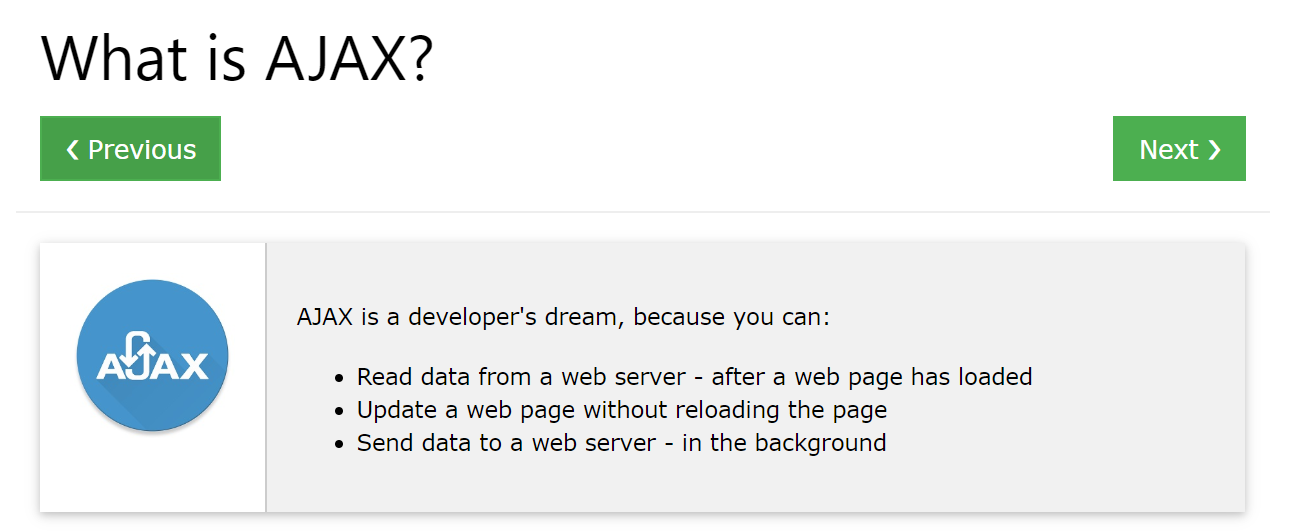 What is AJAX?
❮ Previous
Next ❯
AJAX
AJAX is a developer's dream, because you can:
• Read data from a web server - after a web page has loaded
• Update a web page without reloading the page
• Send data to a web server - in the background